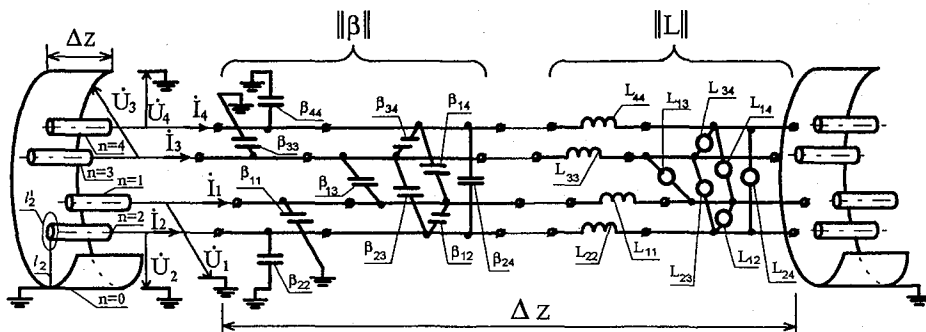 ‖β‖ ‖L‖
Δz
U̇₃ U̇₄ İ₄ β₄₄ β₃₄ β₁₄ L₄₄ L₁₃ L₃₄ L₁₄
n=4 İ₃ β₃₃
n=3 L₃₃
n=1 İ₁ β₁₁ β₁₃
l'₂ n=2 İ₂
l₂ U̇₂ U̇₁ β₂₂ β₂₃ β₁₂ β₂₄ L₂₂ L₁₁ L₂₃ L₁₂ L₂₄
n=0
Δ z